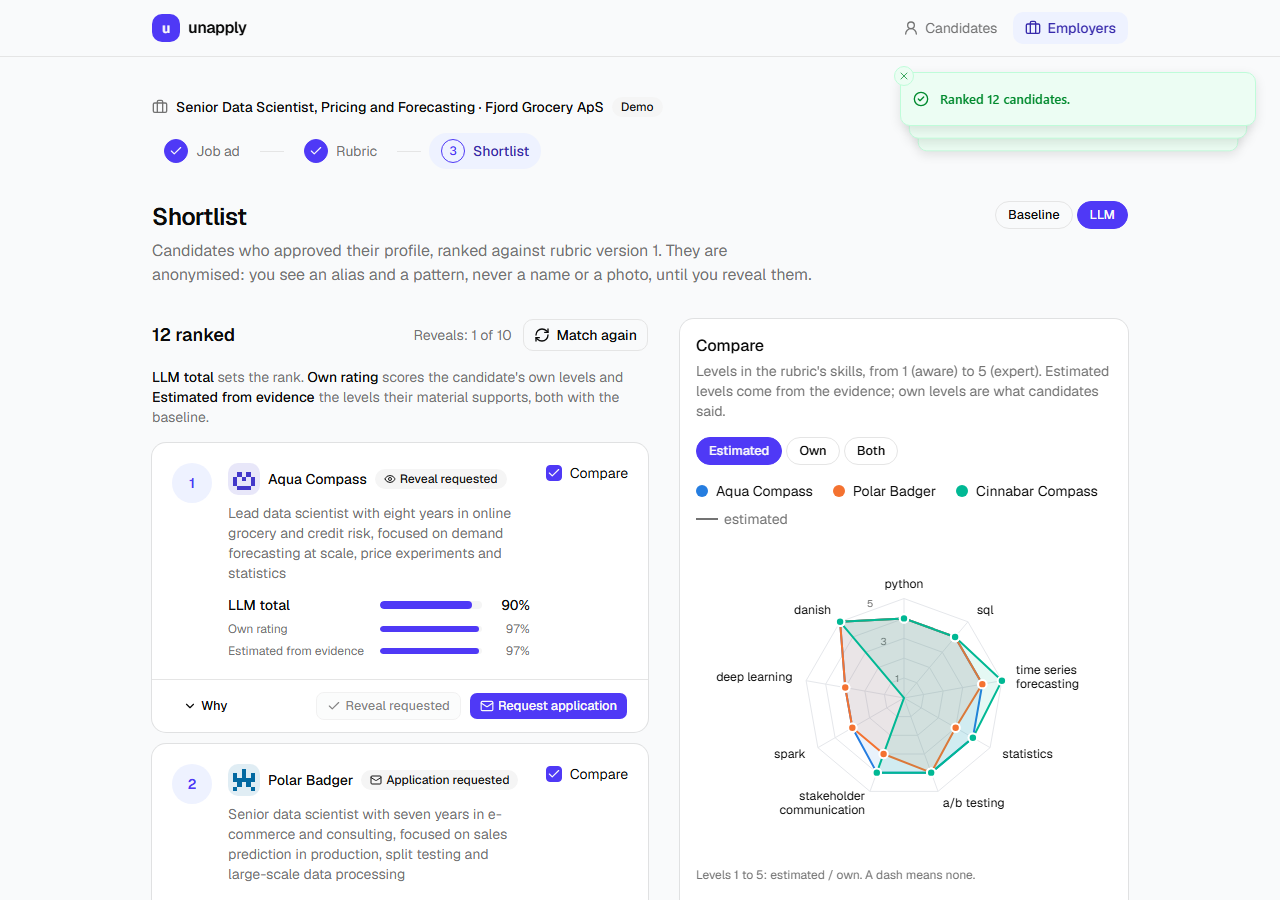 u unapply
Candidates
Employers
Ranked 12 candidates.
Senior Data Scientist, Pricing and Forecasting · Fjord Grocery ApS
Demo
Job ad
Rubric
3 Shortlist
Shortlist
Baseline
LLM
Candidates who approved their profile, ranked against rubric version 1. They are
anonymised: you see an alias and a pattern, never a name or a photo, until you reveal them.
12 ranked
Reveals: 1 of 10
Match again
LLM total sets the rank. Own rating scores the candidate's own levels and
Estimated from evidence the levels their material supports, both with the
baseline.
1
Aqua Compass
Reveal requested
Compare
Lead data scientist with eight years in online
grocery and credit risk, focused on demand
forecasting at scale, price experiments and
statistics
LLM total 90%
Own rating 97%
Estimated from evidence 97%
Why
Reveal requested
Request application
2
Polar Badger
Application requested
Compare
Senior data scientist with seven years in e-
commerce and consulting, focused on sales
prediction in production, split testing and
large-scale data processing
Compare
Levels in the rubric's skills, from 1 (aware) to 5 (expert). Estimated
levels come from the evidence; own levels are what candidates
said.
Estimated
Own
Both
Aqua Compass
Polar Badger
Cinnabar Compass
estimated
python
sql
time series
forecasting
statistics
a/b testing
stakeholder
communication
spark
deep learning
danish
5
3
1
Levels 1 to 5: estimated / own. A dash means none.